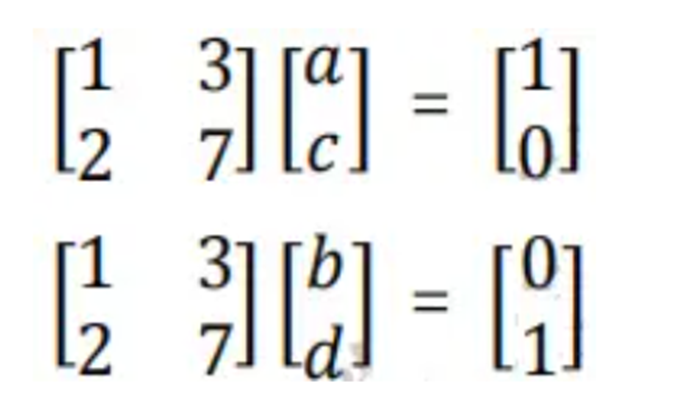 [1 3] [a] = [1]
[2 7] [c] [0]
[1 3] [b] = [0]
[2 7] [d] [1]